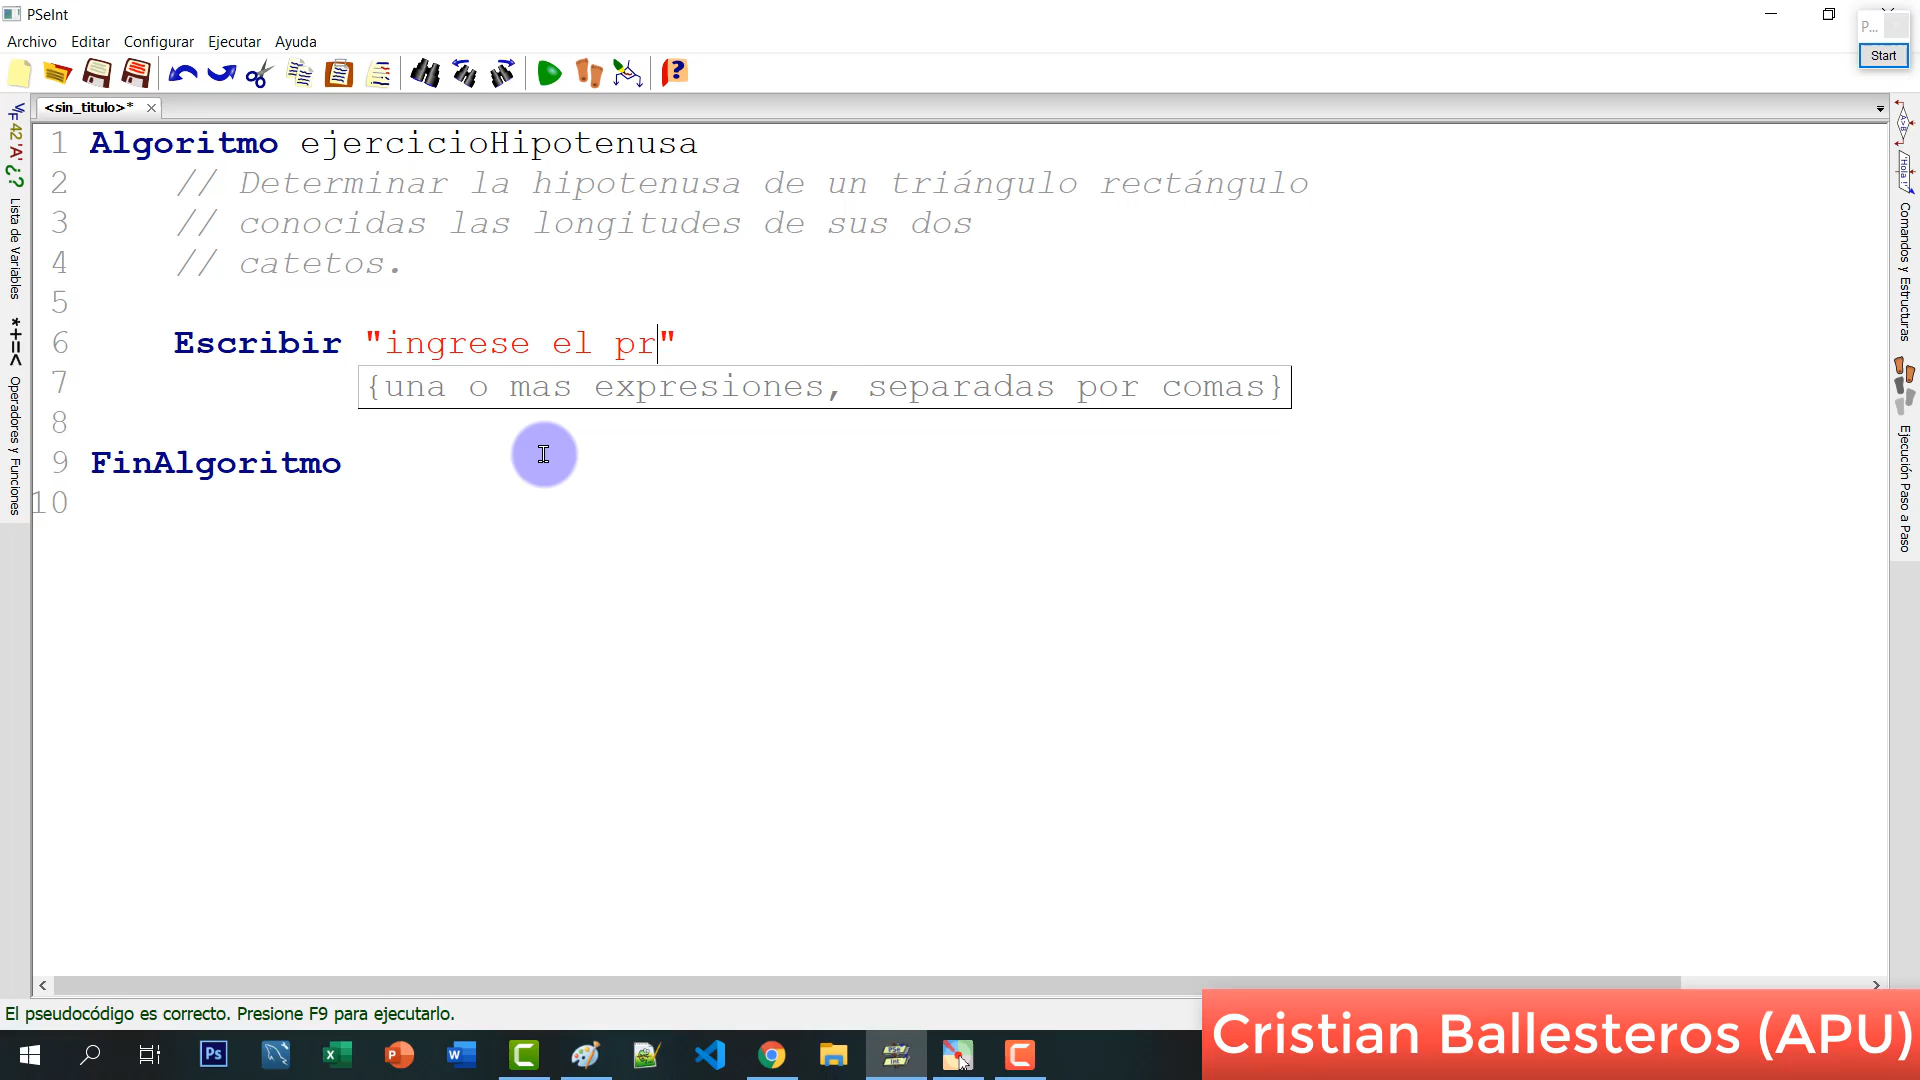 PSeInt
P...
Archivo Editar Configurar Ejecutar Ayuda
Start
<sin_titulo>*
1 Algoritmo ejercicioHipotenusa
2 // Determinar la hipotenusa de un triángulo rectángulo
3 // conocidas las longitudes de sus dos
4 // catetos.
5
6 Escribir "ingrese el pr"
7 {una o mas expresiones, separadas por comas}
8
9 FinAlgoritmo
10
Lista de Variables
Operadores y Funciones
Comandos y Estructuras
Ejecución Paso a Paso
El pseudocódigo es correcto. Presione F9 para ejecutarlo.
Cristian Ballesteros (APU)